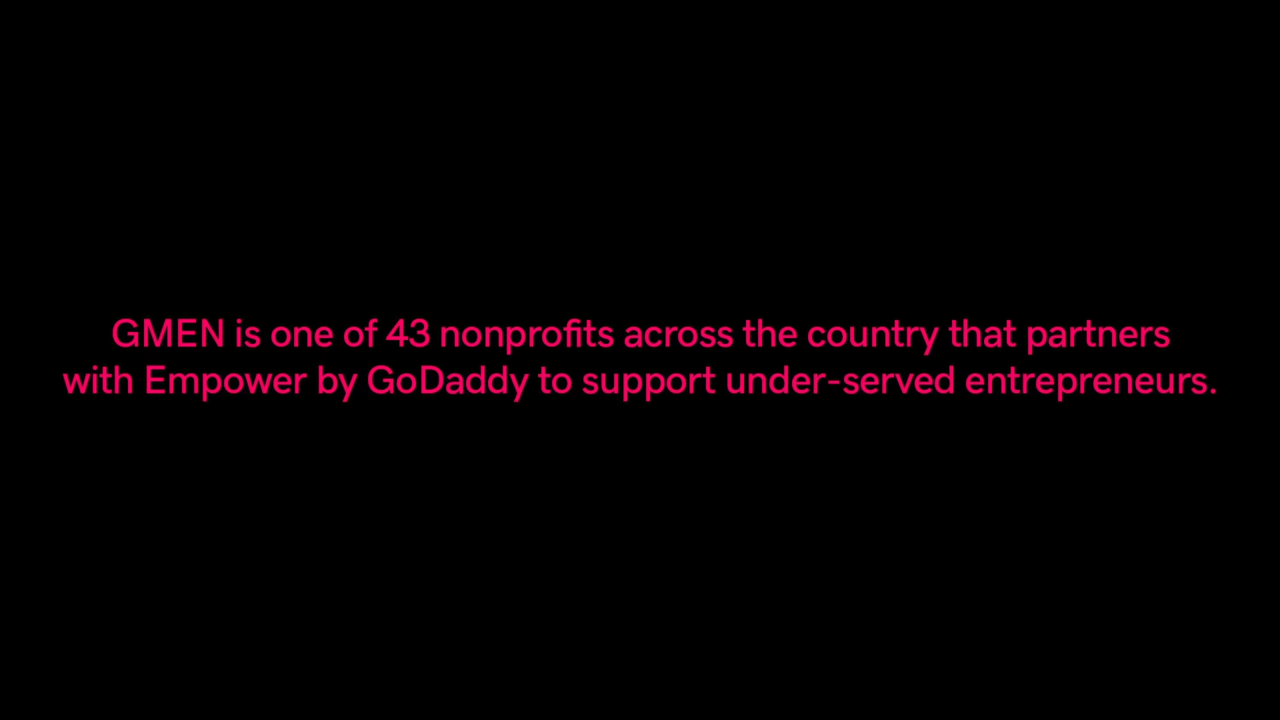 GMEN is one of 43 nonprofits across the country that partners
with Empower by GoDaddy to support under-served entrepreneurs.